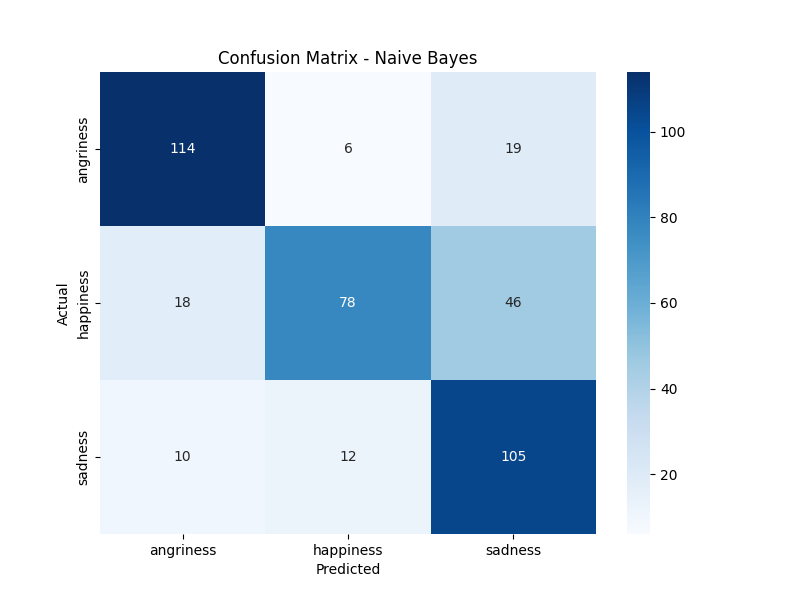 Confusion Matrix - Naive Bayes
angriness
114
6
19
happiness
18
78
46
sadness
10
12
105
Actual
angriness
happiness
sadness
Predicted
100
80
60
40
20